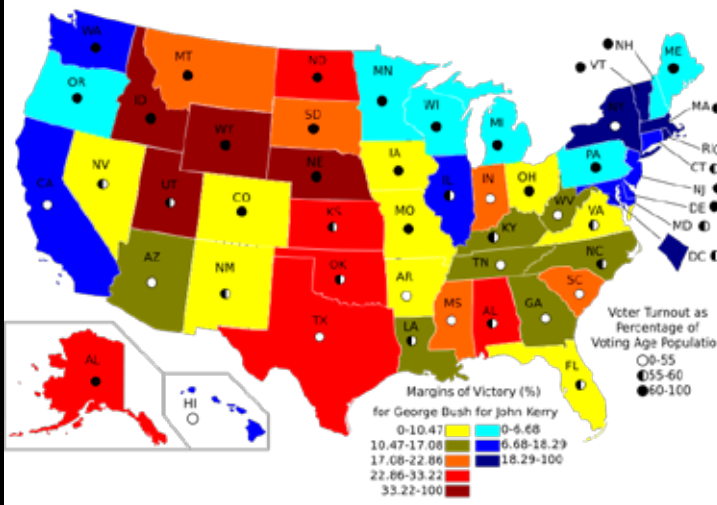 NH
WA
ME
VT
MT
ND
MN
OR
MA
ID
WI
SD
MI
WY
NY
CT
IA
PA
NJ
NE
NV
OH
DE
IL
IN
UT
CO
MD
CA
WV
VA
KS
MO
KY
DC
NC
TN
AZ
OK
NM
AR
SC
MS
AL
GA
TX
LA
FL
AL
HI
Voter Turnout as
Percentage of
Voting Age Populatio
0-55
55-60
60-100
Margins of Victory (%)
for George Bush for John Kerry
0-10.47 0-6.68
10.47-17.08 6.68-18.29
17.08-22.86 18.29-100
22.86-33.22
33.22-100